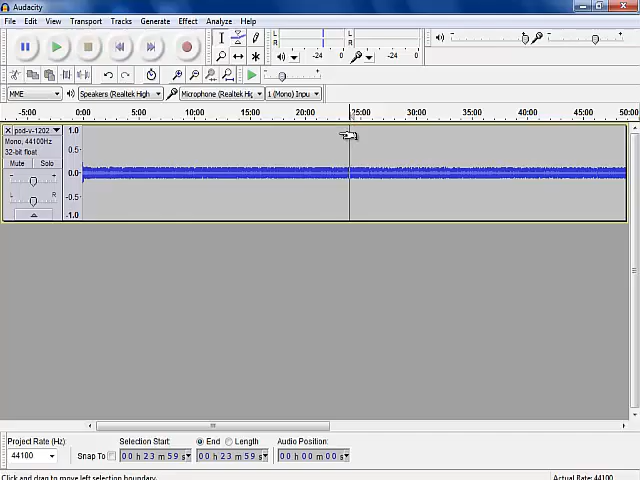 Audacity
File Edit View Transport Tracks Generate Effect Analyze Help
L R -24 0 L R -24 0
MME Speakers (Realtek High Microphone (Realtek Hig 1 (Mono) Inpu
-5:00 0:00 5:00 10:00 15:00 20:00 25:00 30:00 35:00 40:00 45:00 50:00
X pod-v-1202 1.0
Mono, 44100Hz
32-bit float 0.5
Mute Solo
- + 0.0
L R -0.5
-1.0
Project Rate (Hz): Selection Start: End Length Audio Position:
44100 Snap To 00 h 23 m 59 s 00 h 23 m 59 s 00 h 00 m 00 s
Click and drag to move left selection boundary. Actual Rate: 44100